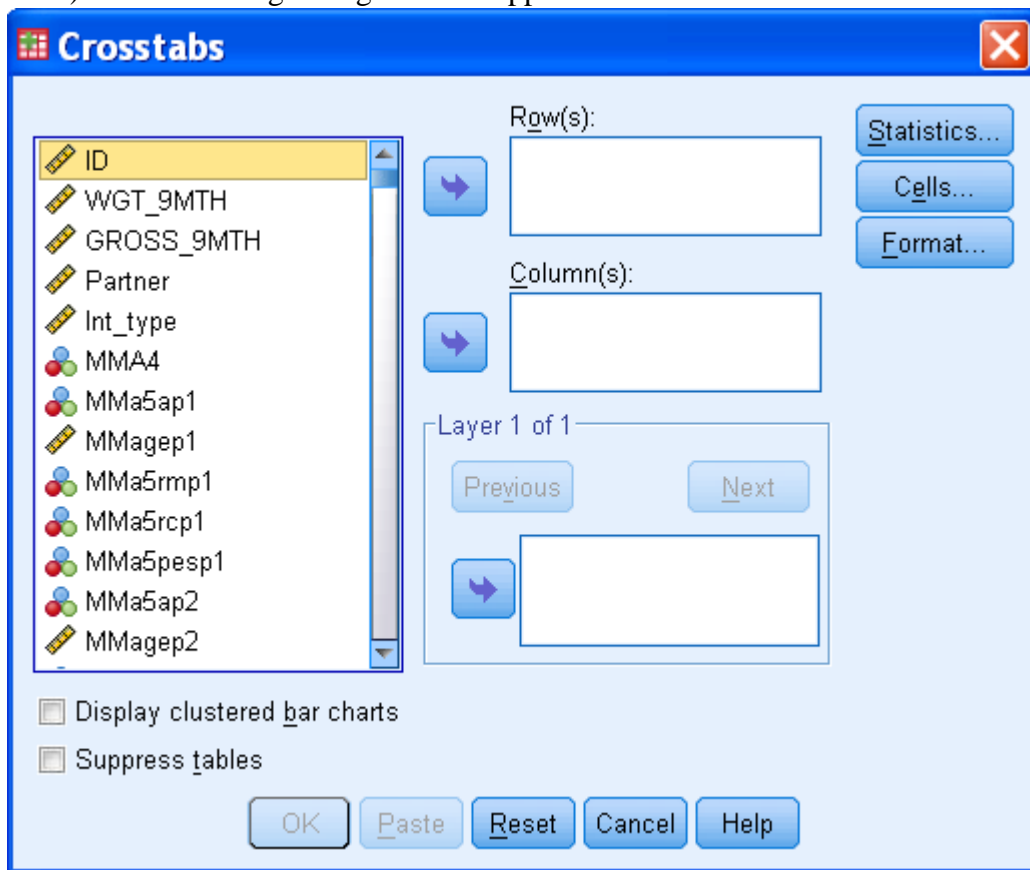 Crosstabs
Row(s):
Statistics...
Cells...
Format...
ID
WGT_9MTH
GROSS_9MTH
Partner
Int_type
MMA4
MMa5ap1
MMagep1
MMa5rmp1
MMa5rcp1
MMa5pesp1
MMa5ap2
MMagep2
Column(s):
Layer 1 of 1
Previous
Next
Display clustered bar charts
Suppress tables
OK
Paste
Reset
Cancel
Help